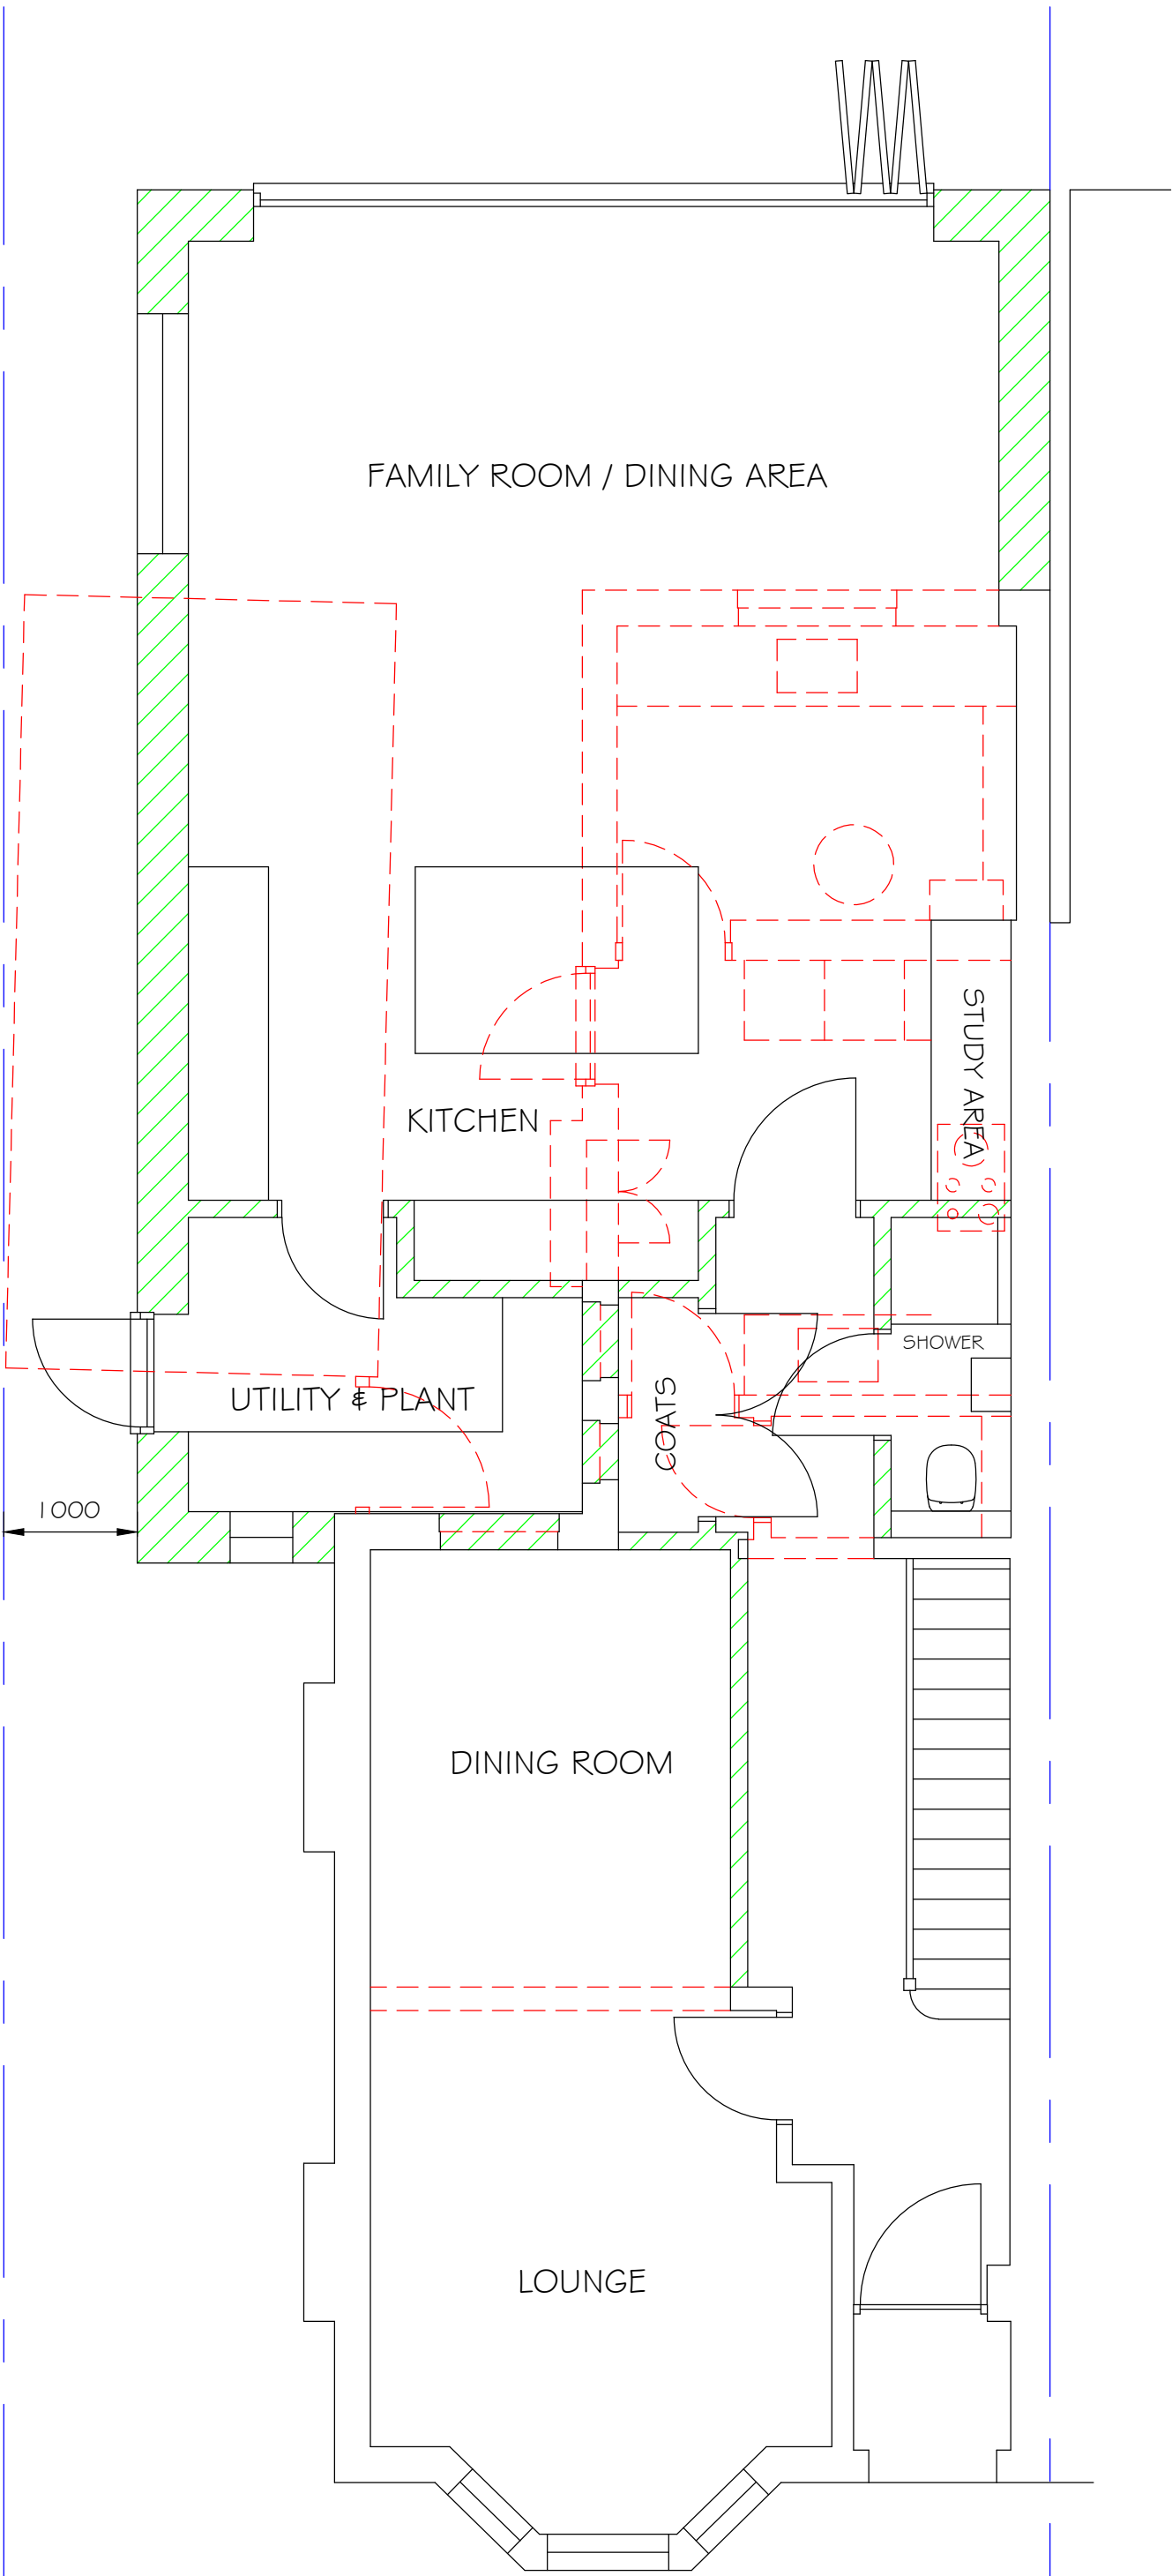 FAMILY ROOM / DINING AREA
STUDY AREA
KITCHEN
SHOWER
UTILITY & PLANT
COATS
1000
DINING ROOM
LOUNGE